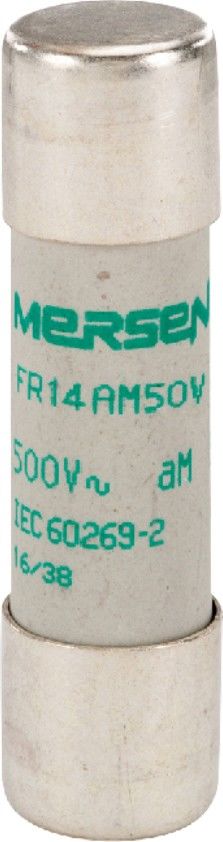 MERSEN
FR14AM50V
500V~ aM
IEC 60269-2
16/38